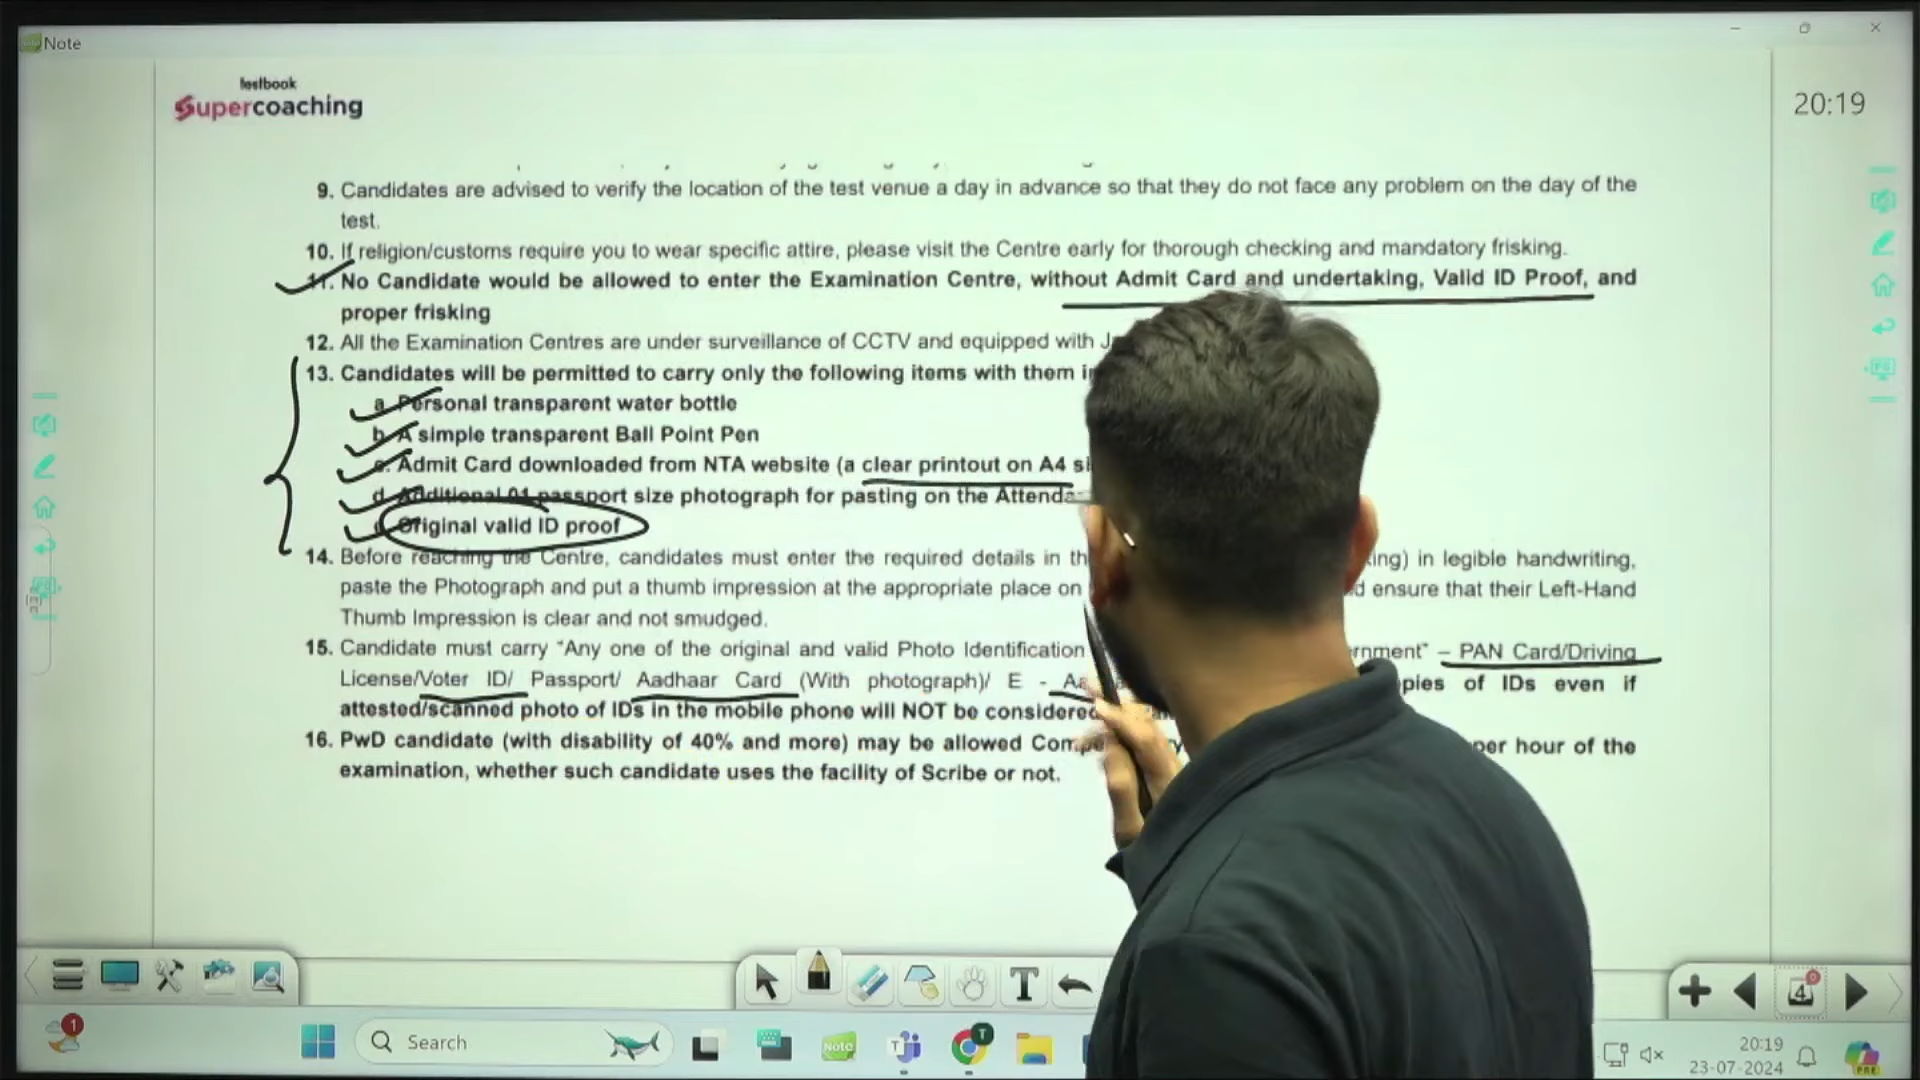 Note
testbook
Supercoaching
20:19
9. Candidates are advised to verify the location of the test venue a day in advance so that they do not face any problem on the day of the
test.
10. If religion/customs require you to wear specific attire, please visit the Centre early for thorough checking and mandatory frisking.
11. No Candidate would be allowed to enter the Examination Centre, without Admit Card and undertaking, Valid ID Proof, and
proper frisking
12. All the Examination Centres are under surveillance of CCTV and equipped with
13. Candidates will be permitted to carry only the following items with them
a. Personal transparent water bottle
b. A simple transparent Ball Point Pen
c. Admit Card downloaded from NTA website (a clear printout on A4
d. Additional 01 passport size photograph for pasting on the
Original valid ID proof
14. Before reaching the Centre, candidates must enter the required details in in legible handwriting,
paste the Photograph and put a thumb impression at the appropriate place on ensure that their Left-Hand
Thumb Impression is clear and not smudged.
15. Candidate must carry "Any one of the original and valid Photo Identification – PAN Card/Driving
License/Voter ID/ Passport/ Aadhaar Card (With photograph)/ E - of IDs even if
attested/scanned photo of IDs in the mobile phone will NOT be considered
16. PwD candidate (with disability of 40% and more) may be allowed per hour of the
examination, whether such candidate uses the facility of Scribe or not.
4
T
1
Search
Note
T
T
20:19
23-07-2024
PRE